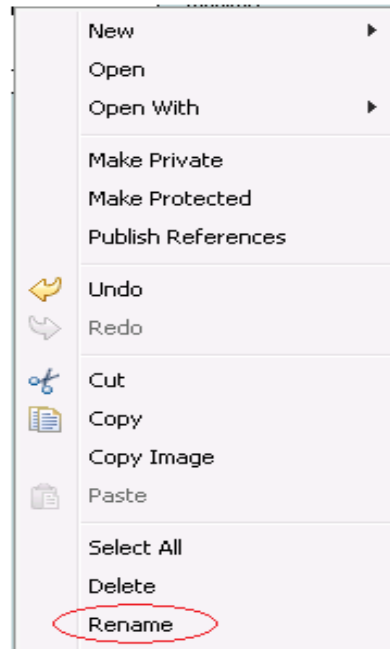 New
Open
Open With
Make Private
Make Protected
Publish References
Undo
Redo
Cut
Copy
Copy Image
Paste
Select All
Delete
Rename